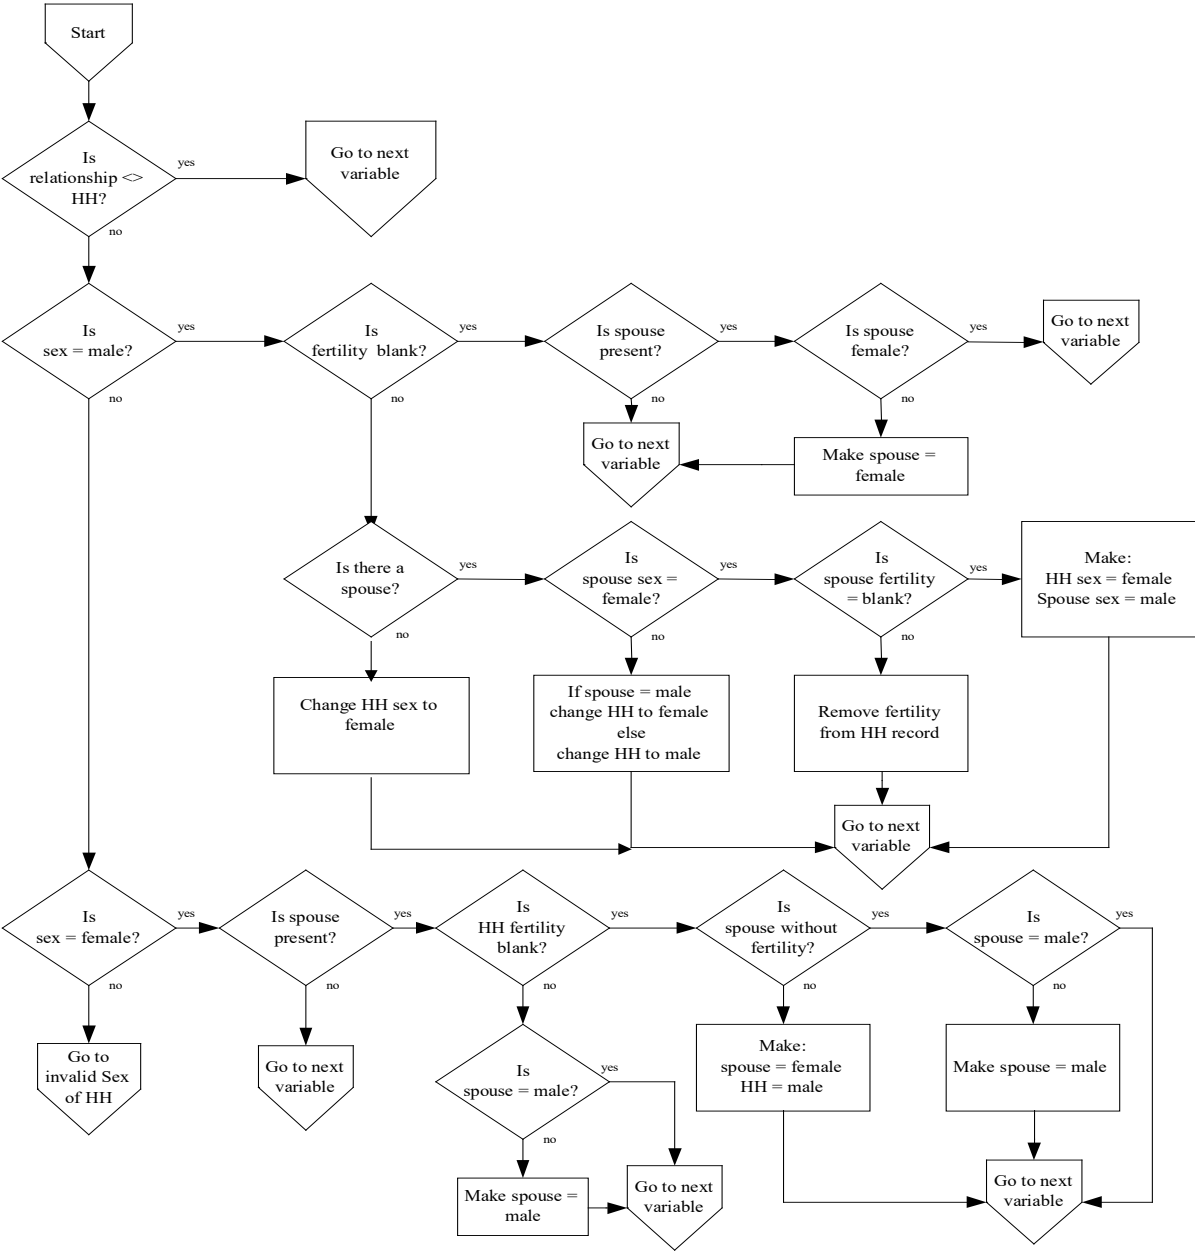 Start
Is
relationship <>
HH?
yes
no
Go to next
variable
Is
sex = male?
yes
no
Is
fertility blank?
yes
no
Is spouse
present?
yes
no
Is spouse
female?
yes
no
Go to next
variable
Go to next
variable
Make spouse =
female
Is there a
spouse?
yes
no
Is
spouse sex =
female?
yes
no
Is
spouse fertility
= blank?
yes
no
Make:
HH sex = female
Spouse sex = male
Change HH sex to
female
If spouse = male
change HH to female
else
change HH to male
Remove fertility
from HH record
Go to next
variable
Is
sex = female?
yes
no
Is spouse
present?
yes
no
Is
HH fertility
blank?
yes
no
Is
spouse without
fertility?
yes
no
Is
spouse = male?
yes
no
Go to
invalid Sex
of HH
Go to next
variable
Is
spouse = male?
yes
no
Make:
spouse = female
HH = male
Make spouse = male
Make spouse =
male
Go to next
variable
Go to next
variable